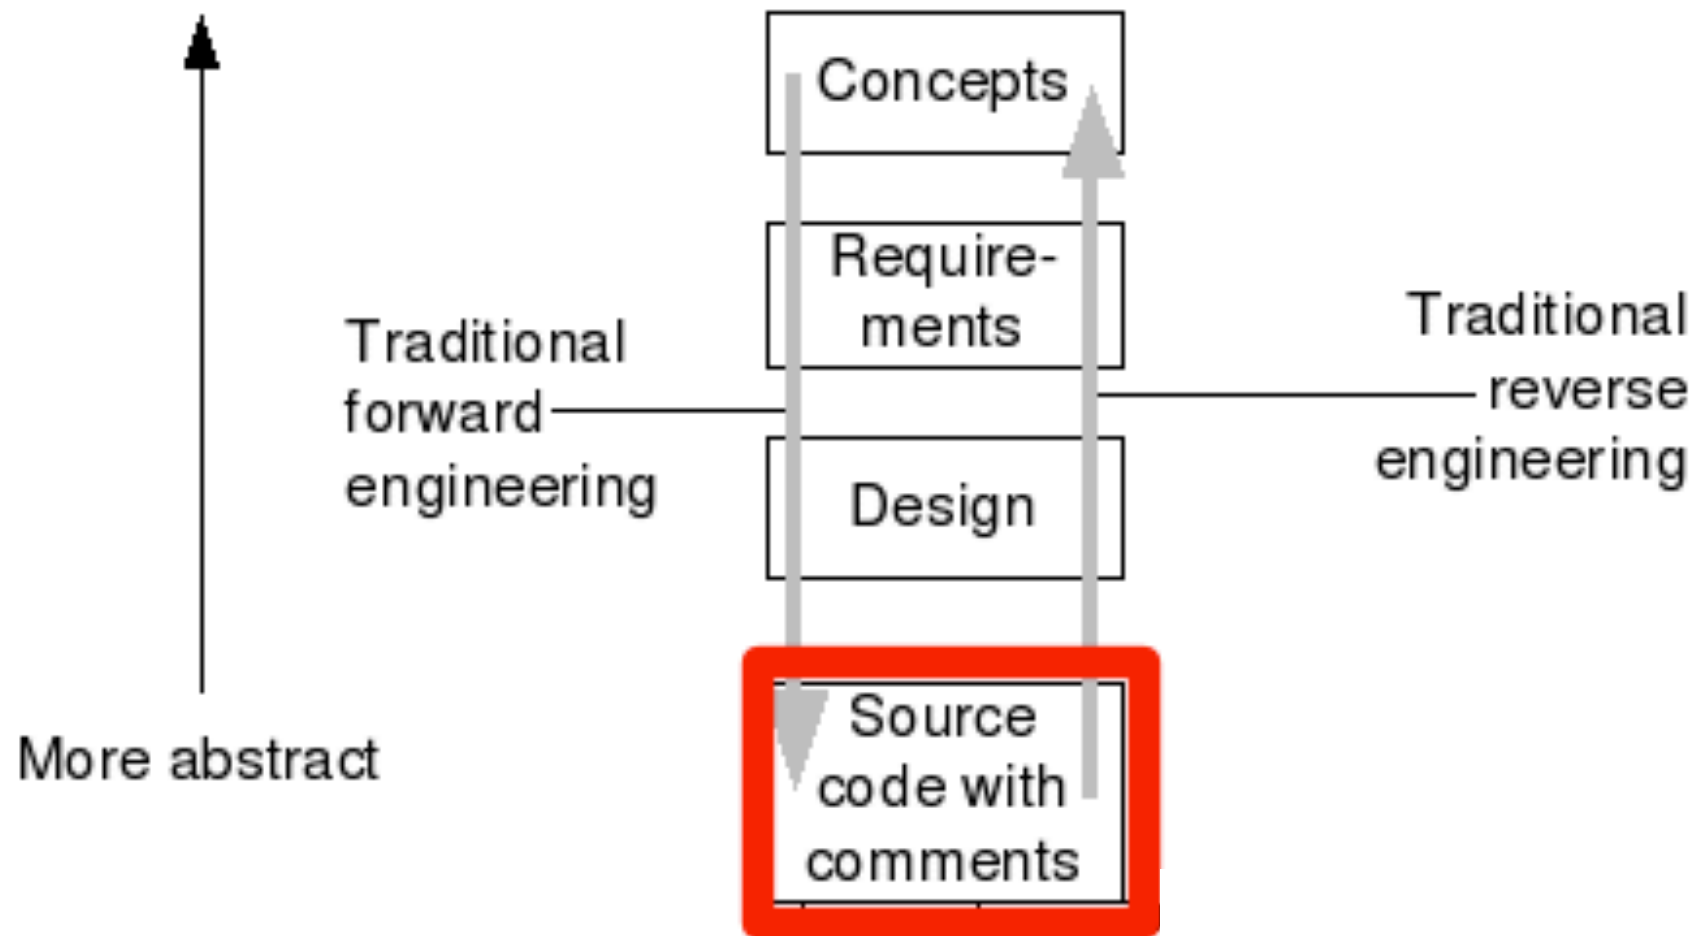 Concepts
Require-
ments
Traditional
forward
engineering
Traditional
reverse
engineering
Design
More abstract
Source
code with
comments